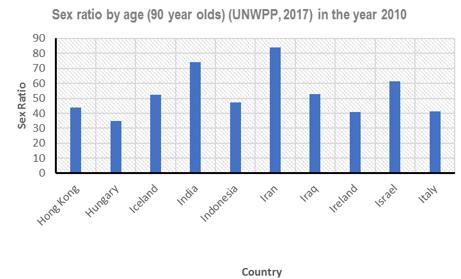 Sex ratio by age (90 year olds) (UNWPP, 2017) in the year 2010
Sex Ratio
90
80
70
60
50
40
30
20
10
0
Hong Kong
Hungary
Iceland
India
Indonesia
Iran
Iraq
Ireland
Israel
Italy
Country